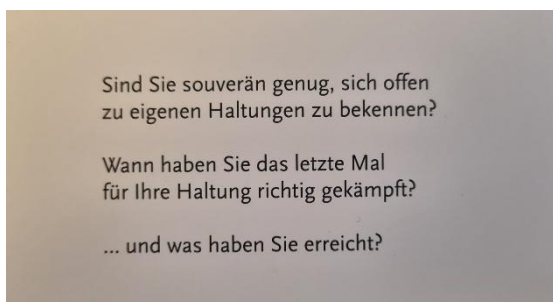 Sind Sie souverän genug, sich offen
zu eigenen Haltungen zu bekennen?
Wann haben Sie das letzte Mal
für Ihre Haltung richtig gekämpft?
... und was haben Sie erreicht?